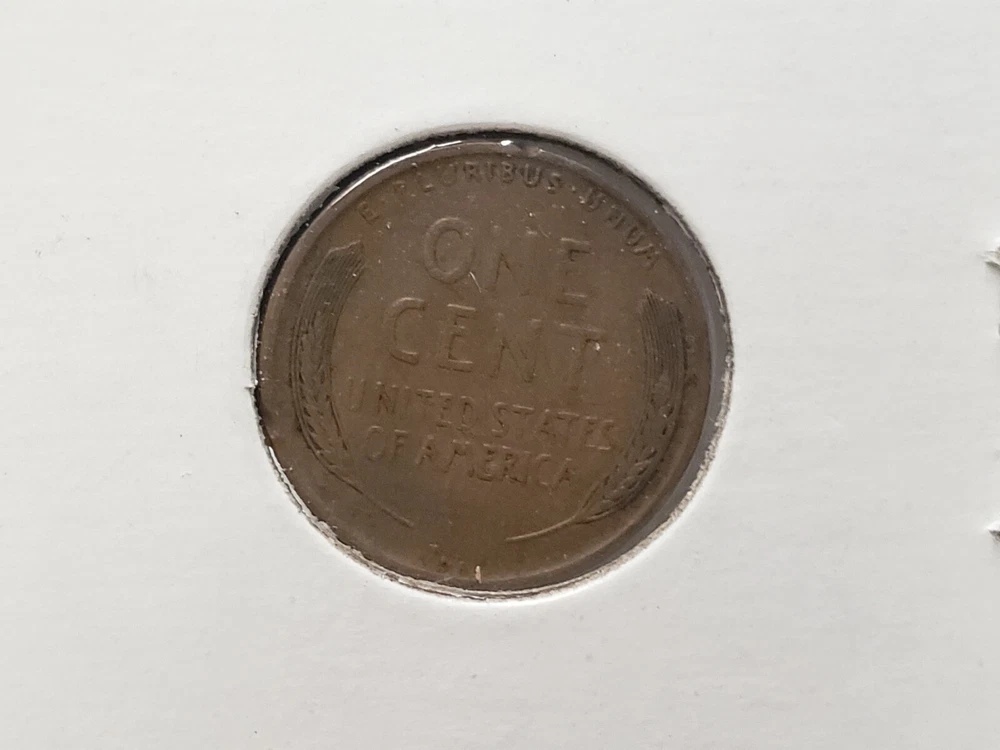 E · PLURIBUS · UNUM
ONE
CENT
UNITED STATES
OF AMERICA